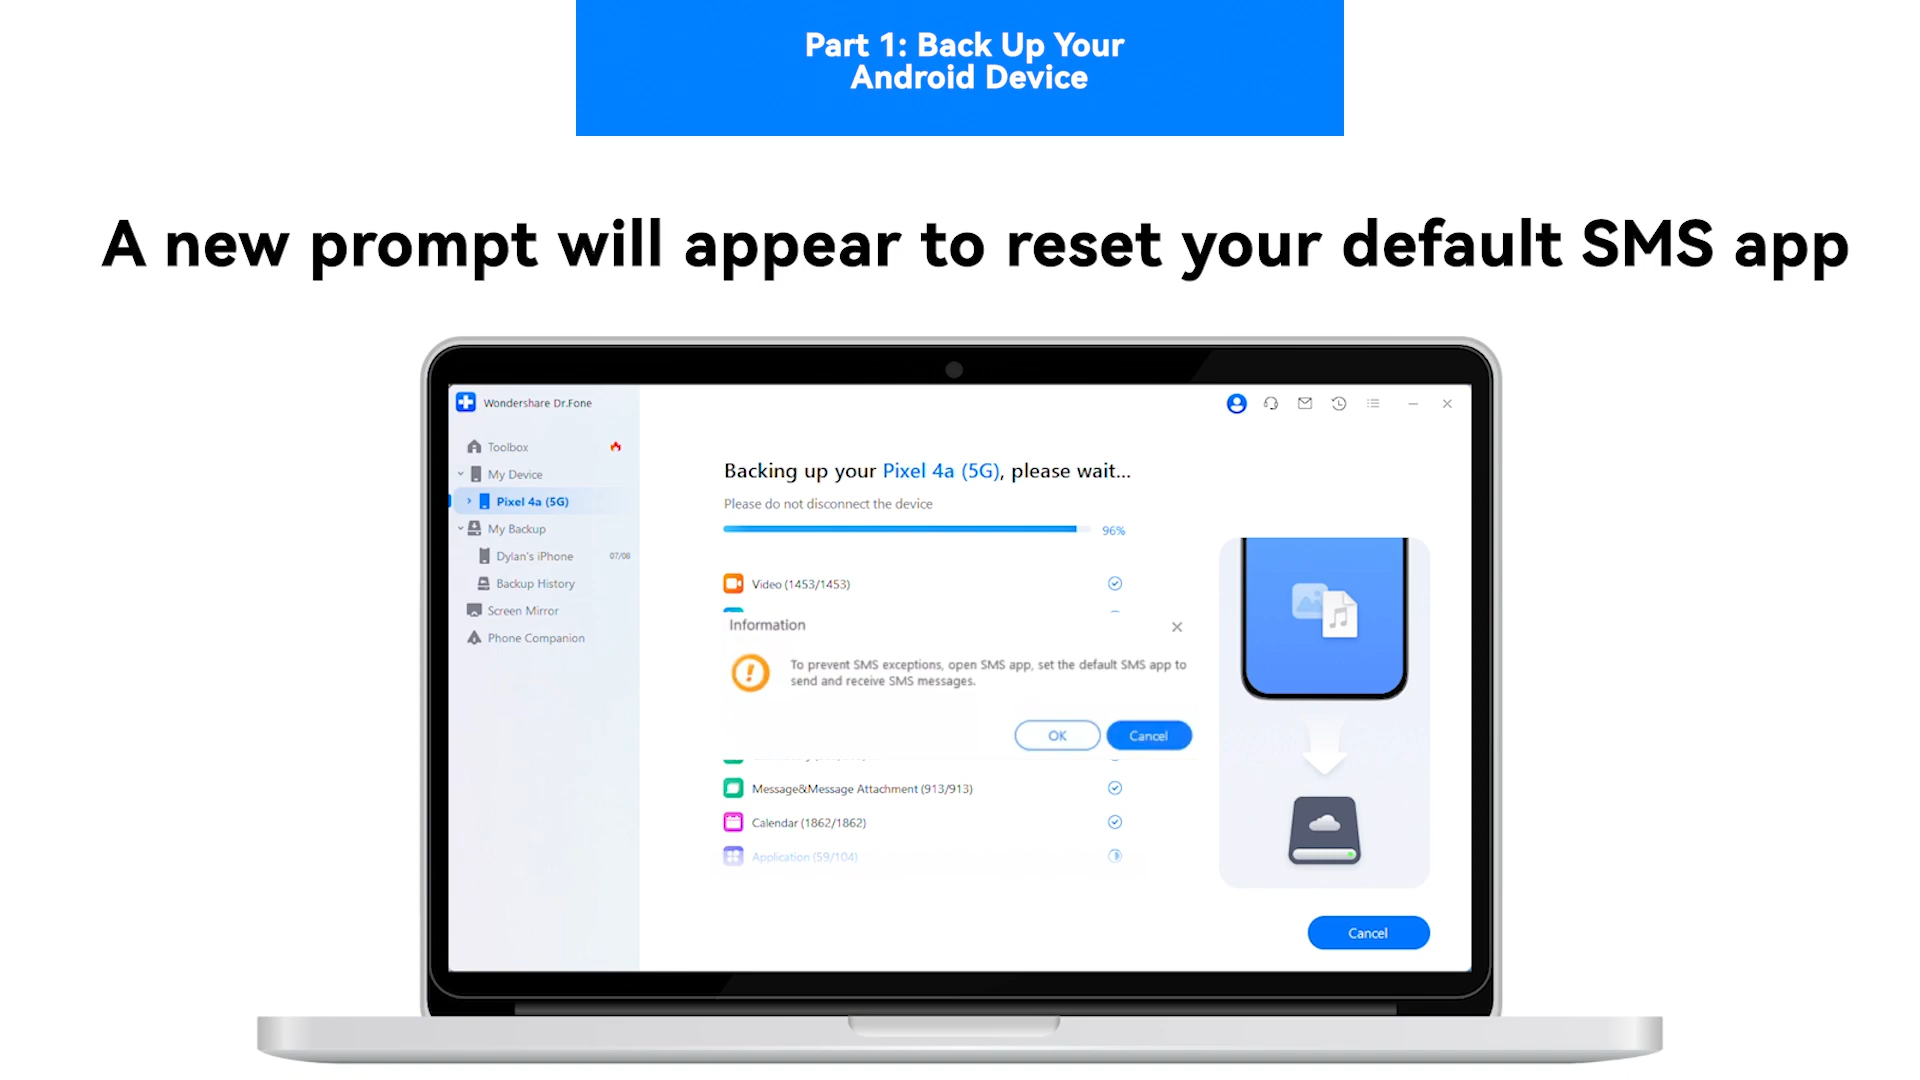 Part 1: Back Up Your
Android Device
A new prompt will appear to reset your default SMS app
Wondershare Dr.Fone
Toolbox
My Device
Pixel 4a (5G)
My Backup
Dylan's iPhone 07/08
Backup History
Screen Mirror
Phone Companion
Backing up your Pixel 4a (5G), please wait...
Please do not disconnect the device
96%
Video (1453/1453)
Information
To prevent SMS exceptions, open SMS app, set the default SMS app to
send and receive SMS messages.
OK Cancel
Message&Message Attachment (913/913)
Calendar (1862/1862)
Application (59/104)
Cancel